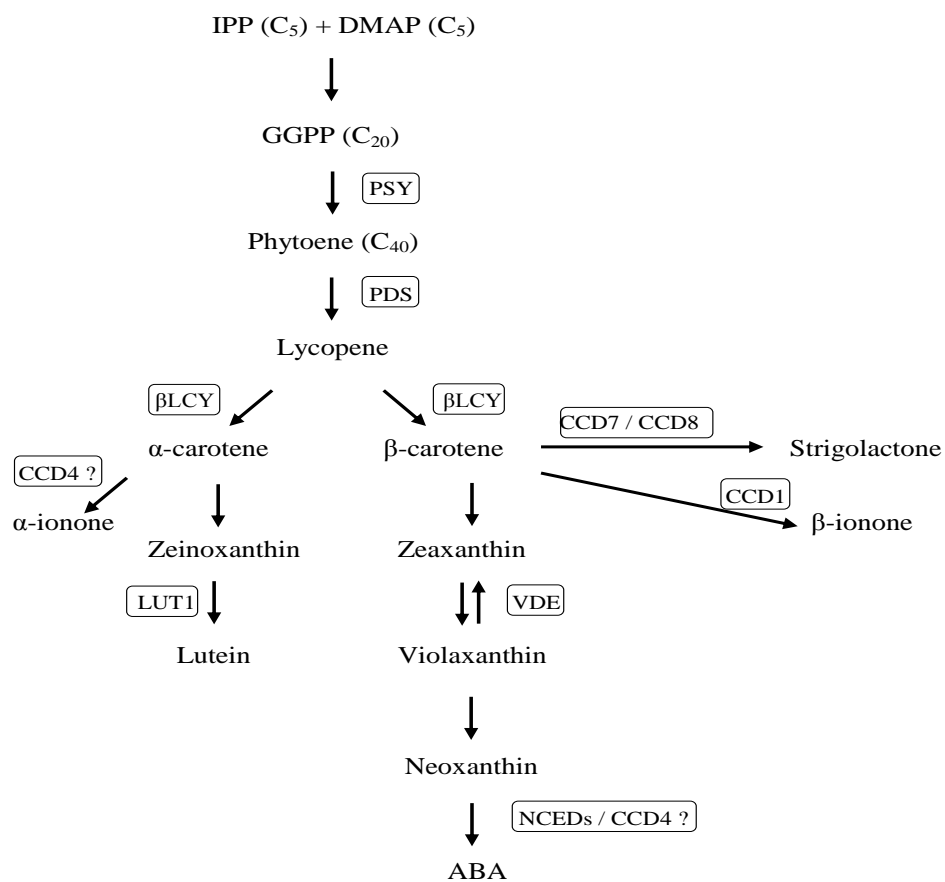 IPP (C₅) + DMAP (C₅)
GGPP (C₂₀)
PSY
Phytoene (C₄₀)
PDS
Lycopene
βLCY
βLCY
CCD7 / CCD8
α-carotene
β-carotene
Strigolactone
CCD4 ?
CCD1
α-ionone
β-ionone
Zeinoxanthin
Zeaxanthin
LUT1
VDE
Lutein
Violaxanthin
Neoxanthin
NCEDs / CCD4 ?
ABA